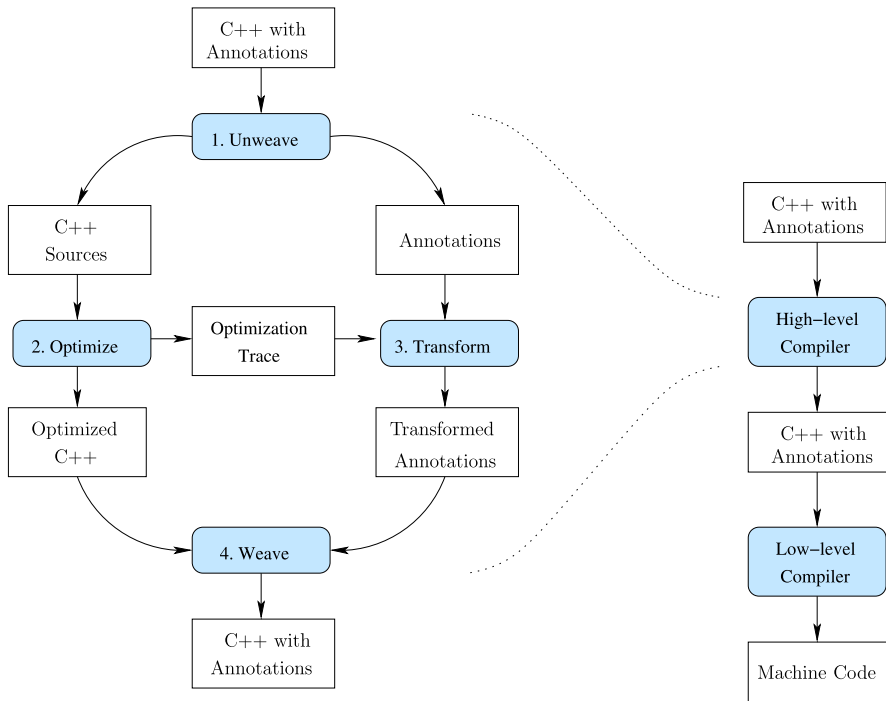 C++ with
Annotations
1. Unweave
C++
Sources
Annotations
2. Optimize
Optimization
Trace
3. Transform
Optimized
C++
Transformed
Annotations
4. Weave
C++ with
Annotations
C++ with
Annotations
High−level
Compiler
C++ with
Annotations
Low−level
Compiler
Machine Code